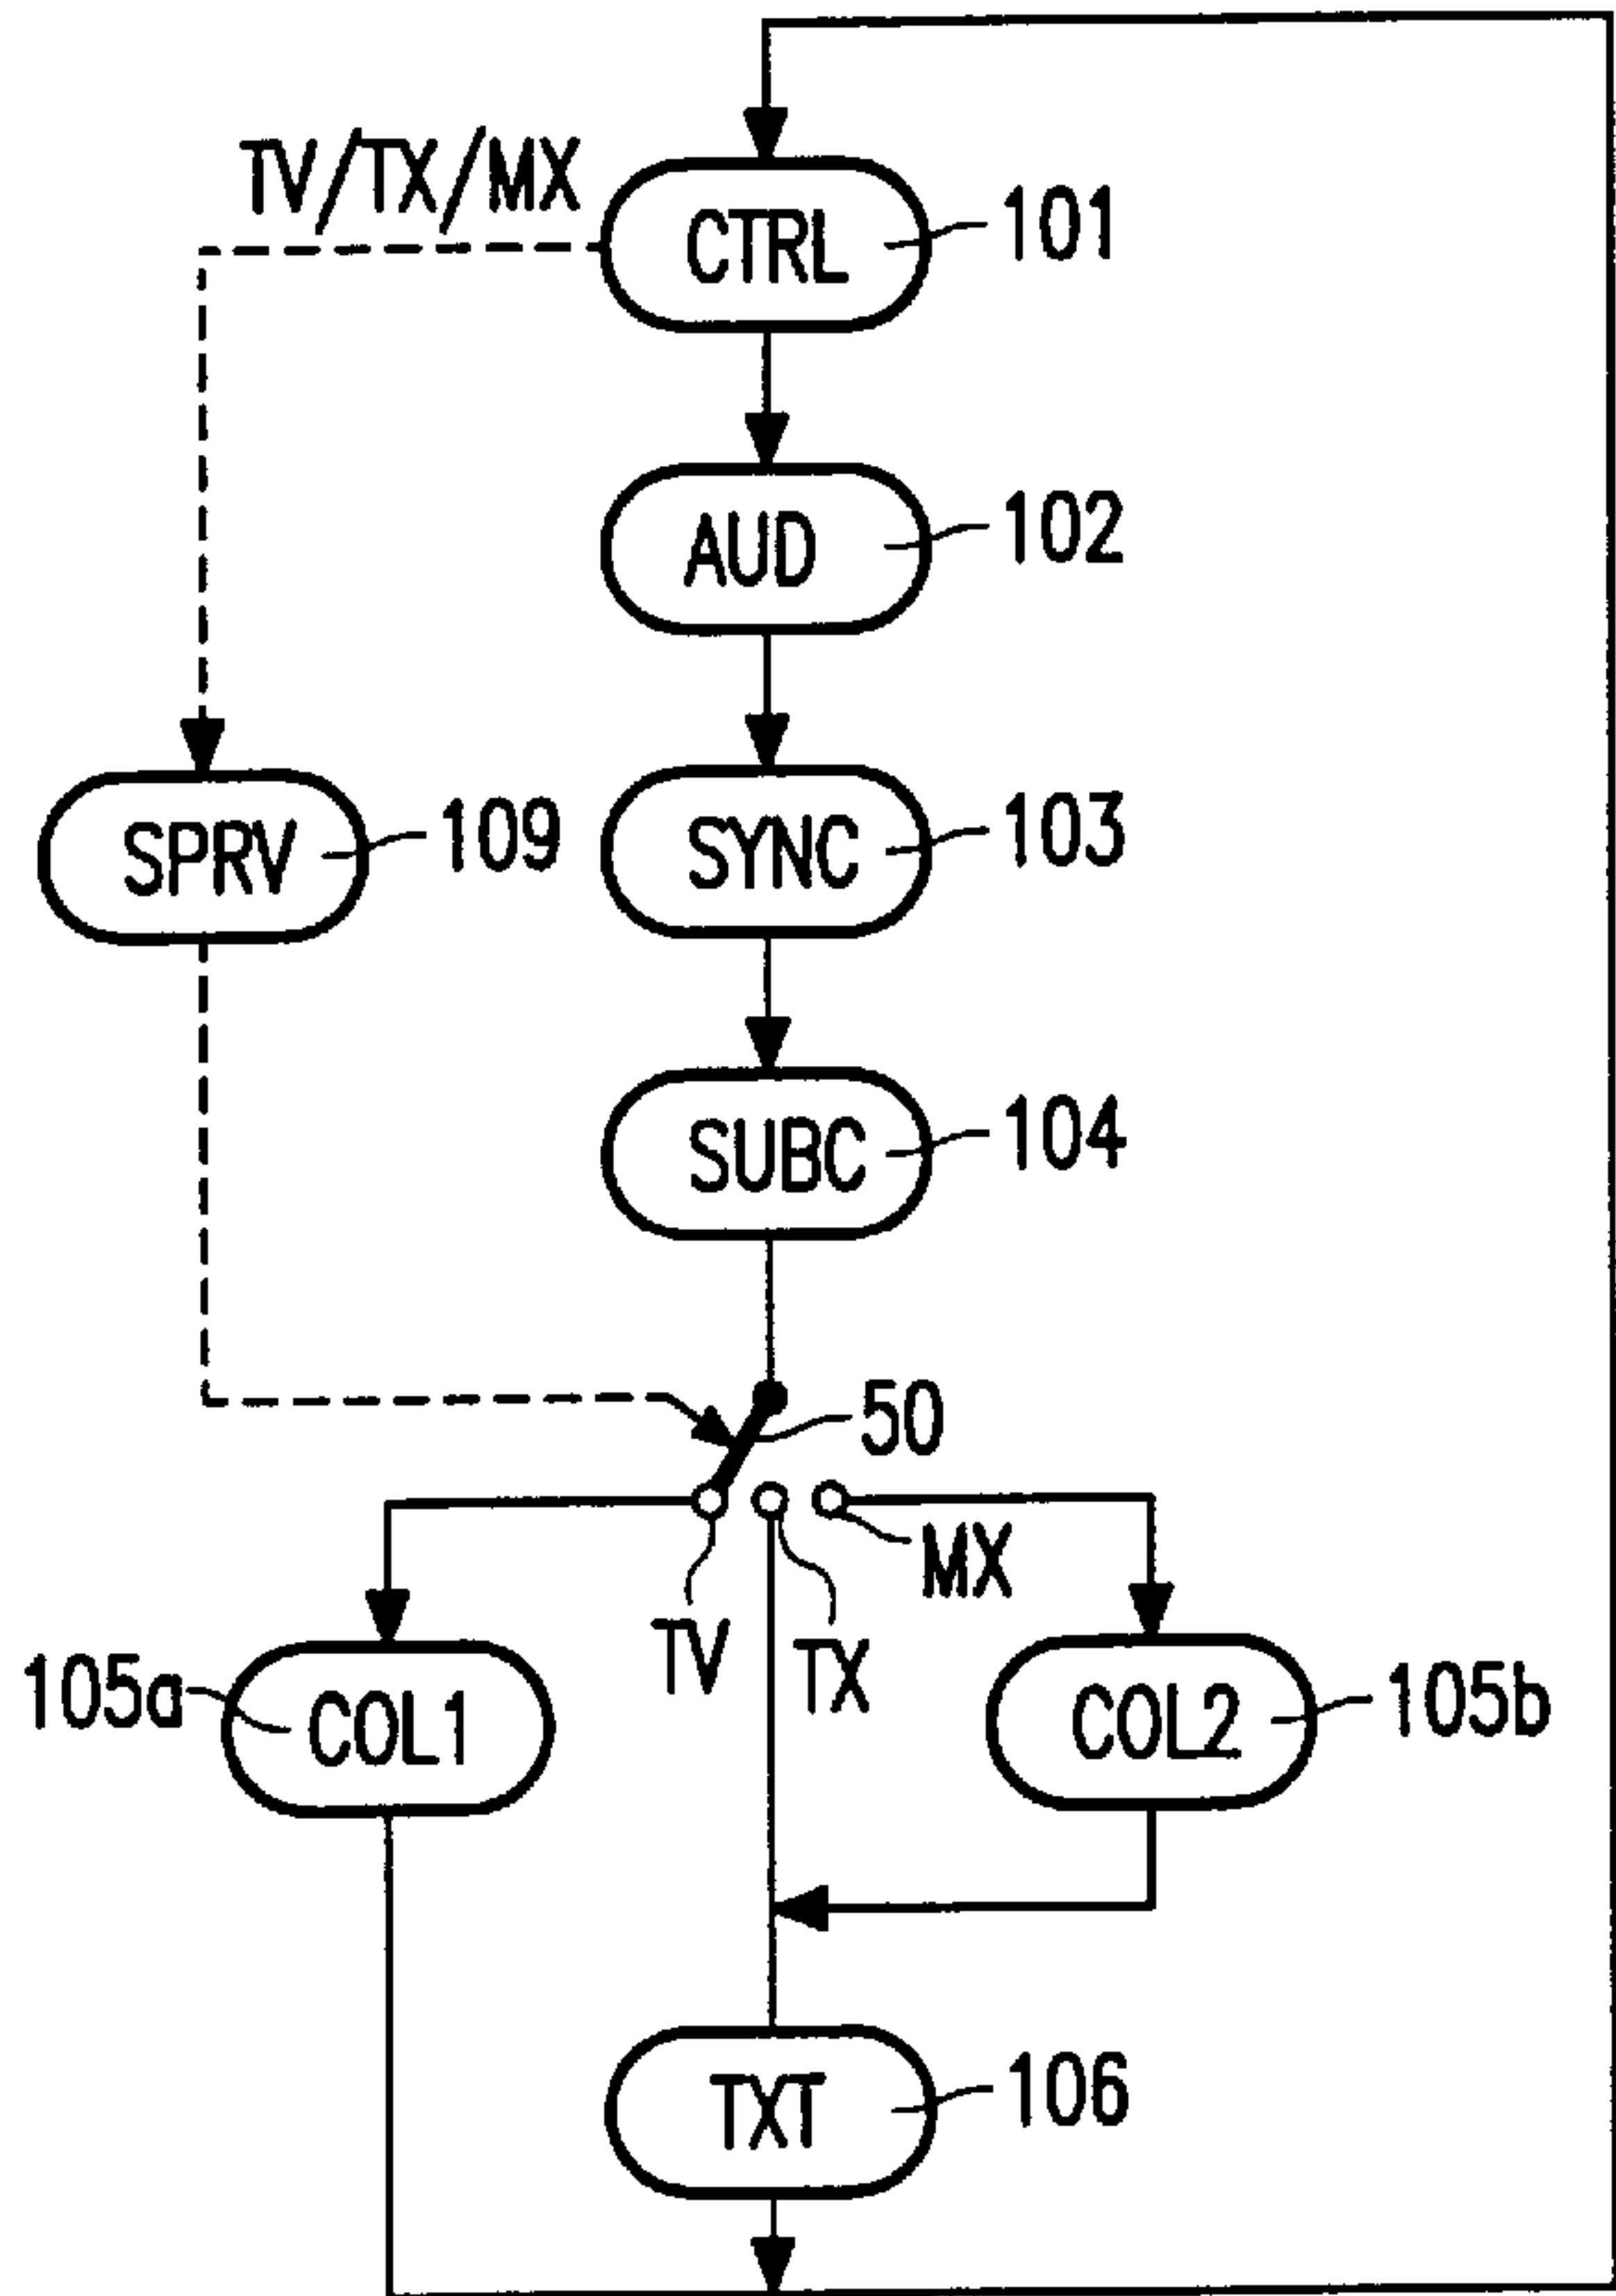 TV/TX/MX
CTRL
101
AUD
102
SPRV
109
SYNC
103
SUBC
104
50
MX
TV
TX
105a
COL1
COL2
105b
TXT
106